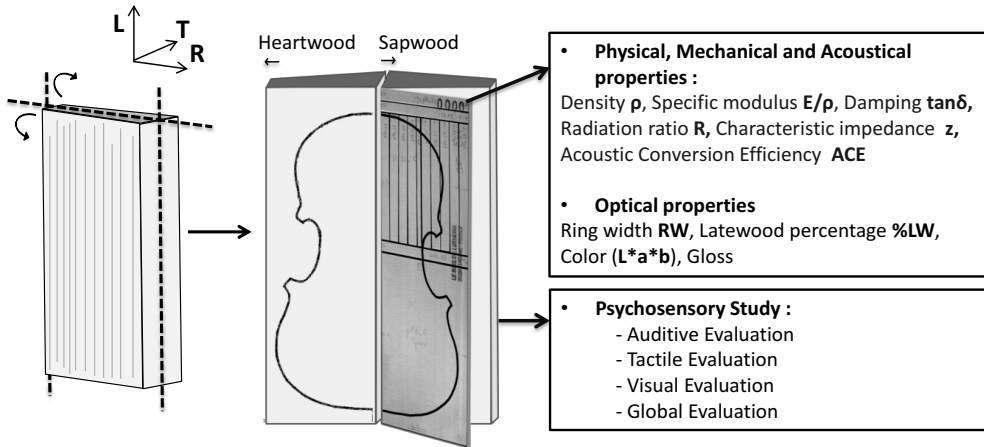 L
T
R
Heartwood Sapwood
← →
• Physical, Mechanical and Acoustical
properties :
Density ρ, Specific modulus E/ρ, Damping tanδ,
Radiation ratio R, Characteristic impedance z,
Acoustic Conversion Efficiency ACE
• Optical properties
Ring width RW, Latewood percentage %LW,
Color (L*a*b), Gloss
• Psychosensory Study :
- Auditive Evaluation
- Tactile Evaluation
- Visual Evaluation
- Global Evaluation